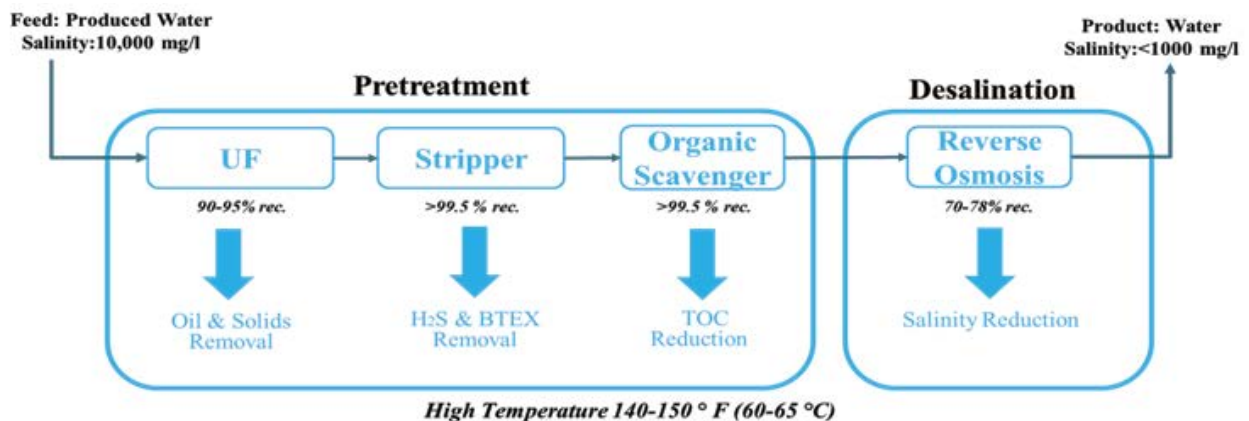 Feed: Produced Water
Salinity:10,000 mg/l
Product: Water
Salinity:<1000 mg/l
Pretreatment
Desalination
UF
Stripper
Organic
Scavenger
Reverse
Osmosis
90-95% rec.
>99.5 % rec.
>99.5 % rec.
70-78% rec.
Oil & Solids
Removal
H2S & BTEX
Removal
TOC
Reduction
Salinity Reduction
High Temperature 140-150 ° F (60-65 °C)